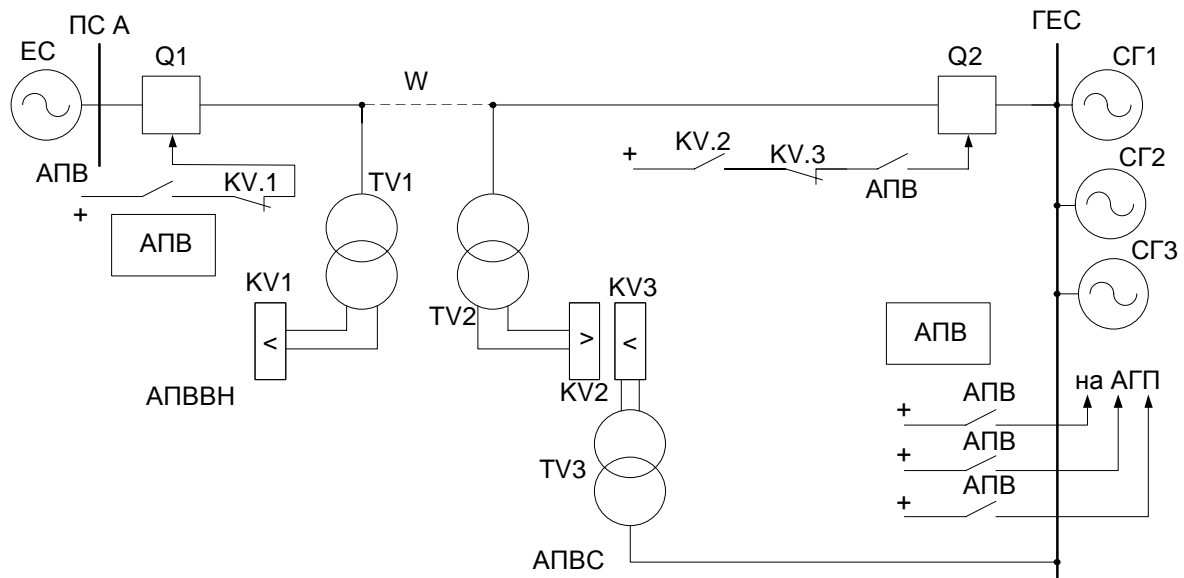 ПС А
ГЕС
ЕС
Q1
W
Q2
СГ1
АПВ
KV.1
+
TV1
+
KV.2
KV.3
АПВ
СГ2
АПВ
СГ3
KV1
TV2
KV3
<
>
<
АПВ
АПВВН
KV2
АПВ
на АГП
+
АПВ
+
TV3
АПВ
+
АПВС